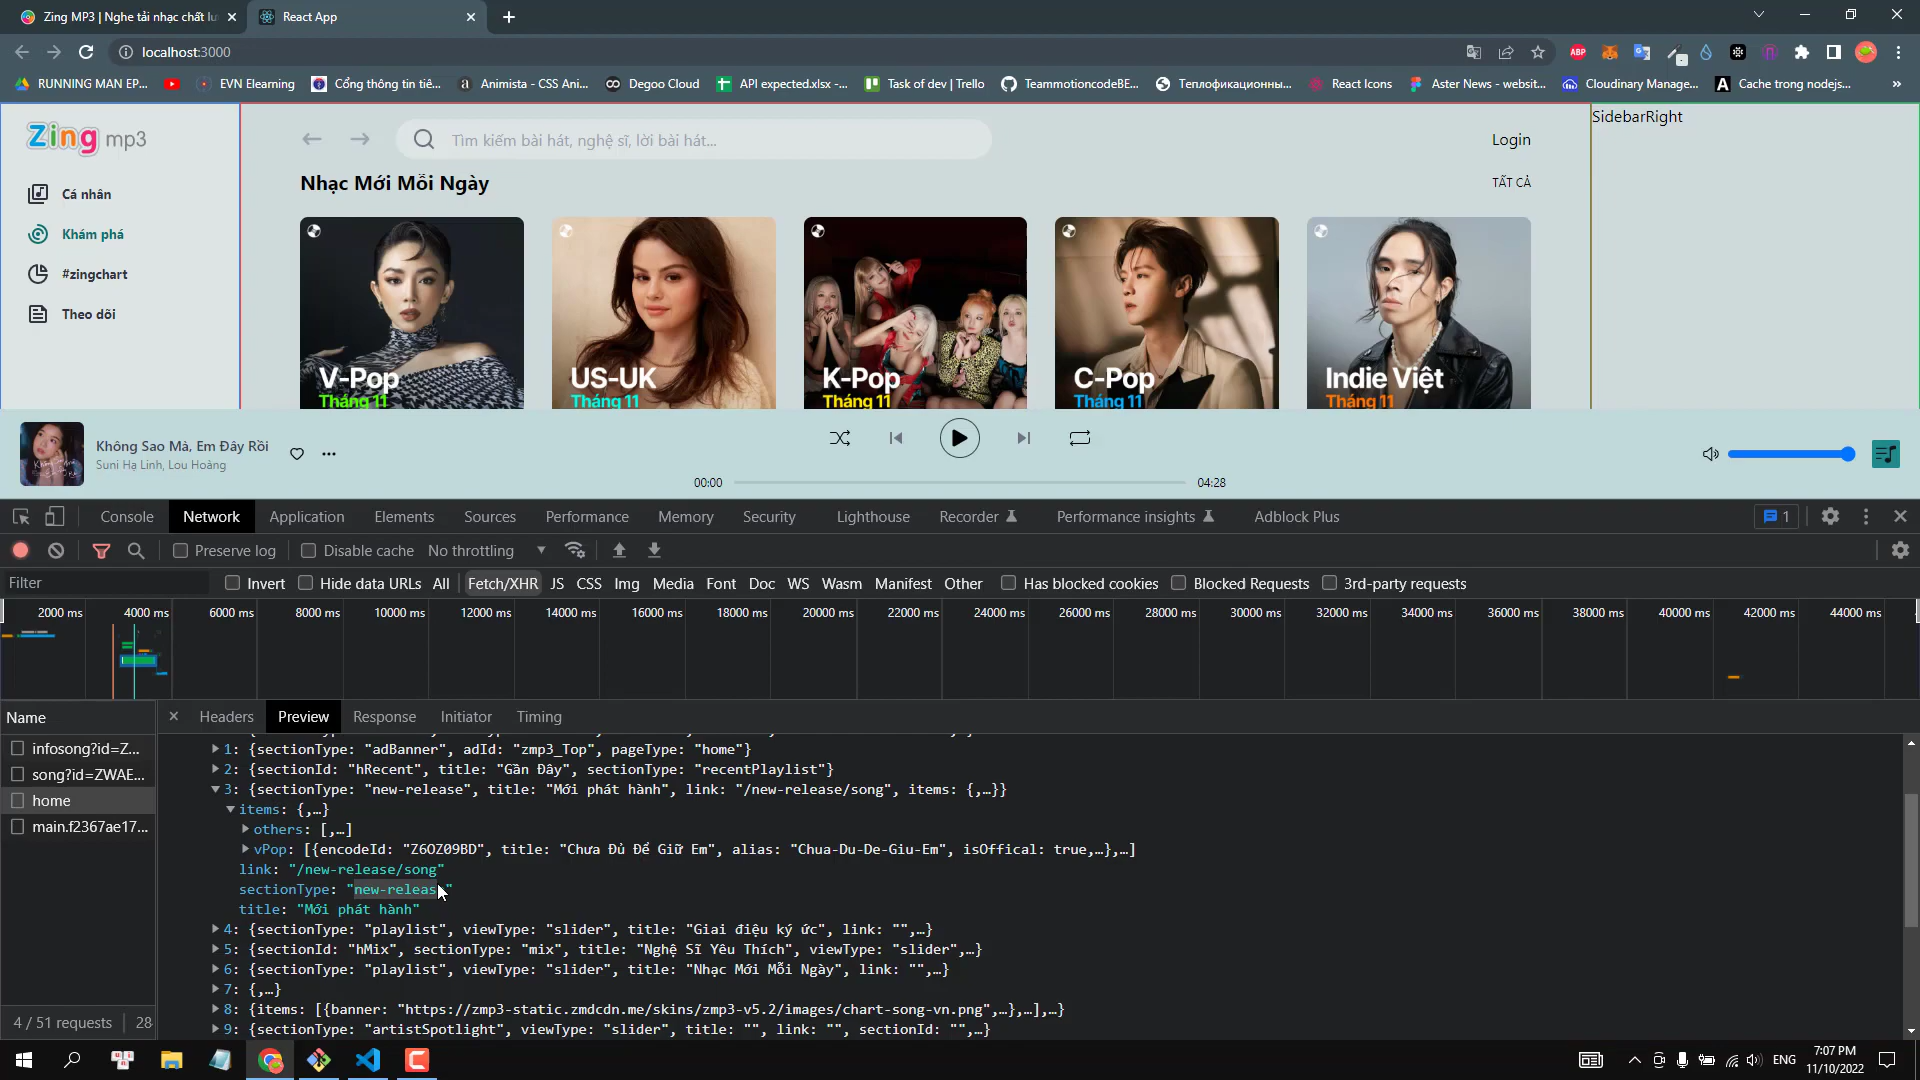 Zing MP3 | Nghe tải nhạc chất lư
React App
localhost:3000
RUNNING MAN EP...
EVN Elearning
Cổng thông tin tiê...
Animista - CSS Ani...
Degoo Cloud
API expected.xlsx -...
Task of dev | Trello
TeammotioncodeBE...
Теплофикационны...
React Icons
Aster News - websit...
Cloudinary Manage...
Cache trong nodejs...
»
Zing mp3
Tìm kiếm bài hát, nghệ sĩ, lời bài hát...
Login
SidebarRight
Cá nhân
Khám phá
#zingchart
Theo dõi
Nhạc Mới Mỗi Ngày
TẤT CẢ
V-Pop
Tháng 11
US-UK
Tháng 11
K-Pop
Tháng 11
C-Pop
Tháng 11
Indie Việt
Tháng 11
Không Sao Mà, Em Đây Rồi
Suni Hạ Linh, Lou Hoàng
00:00
04:28
Console
Network
Application
Elements
Sources
Performance
Memory
Security
Lighthouse
Recorder
Performance insights
Adblock Plus
1
Preserve log
Disable cache
No throttling
Filter
Invert
Hide data URLs
All
Fetch/XHR
JS
CSS
Img
Media
Font
Doc
WS
Wasm
Manifest
Other
Has blocked cookies
Blocked Requests
3rd-party requests
2000 ms
4000 ms
6000 ms
8000 ms
10000 ms
12000 ms
14000 ms
16000 ms
18000 ms
20000 ms
22000 ms
24000 ms
26000 ms
28000 ms
30000 ms
32000 ms
34000 ms
36000 ms
38000 ms
40000 ms
42000 ms
44000 ms
Name
Headers
Preview
Response
Initiator
Timing
infosong?id=Z...
song?id=ZWAE...
home
main.f2367ae17...
4 / 51 requests
28
1: {sectionType: "adBanner", adId: "zmp3_Top", pageType: "home"}
2: {sectionId: "hRecent", title: "Gần Đây", sectionType: "recentPlaylist"}
3: {sectionType: "new-release", title: "Mới phát hành", link: "/new-release/song", items: {,…}}
items: {,…}
others: [,…]
vPop: [{encodeId: "Z6OZ09BD", title: "Chưa Đủ Để Giữ Em", alias: "Chua-Du-De-Giu-Em", isOffical: true,…},…]
link: "/new-release/song"
sectionType: "new-releas"
title: "Mới phát hành"
4: {sectionType: "playlist", viewType: "slider", title: "Giai điệu ký ức", link: "",…}
5: {sectionId: "hMix", sectionType: "mix", title: "Nghệ Sĩ Yêu Thích", viewType: "slider",…}
6: {sectionType: "playlist", viewType: "slider", title: "Nhạc Mới Mỗi Ngày", link: "",…}
7: {,…}
8: {items: [{banner: "https://zmp3-static.zmdcdn.me/skins/zmp3-v5.2/images/chart-song-vn.png",…},…],…}
9: {sectionType: "artistSpotlight", viewType: "slider", title: "", link: "", sectionId: "",…}
ENG
7:07 PM
11/10/2022